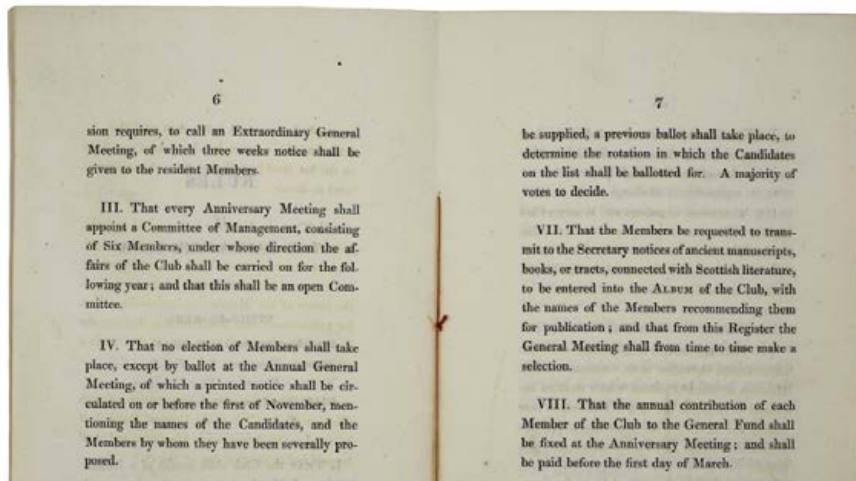 6
sion requires, to call an Extraordinary General
Meeting, of which three weeks notice shall be
given to the resident Members.
III. That every Anniversary Meeting shall
appoint a Committee of Management, consisting
of Six Members, under whose direction the af-
fairs of the Club shall be carried on for the fol-
lowing year; and that this shall be an open Com-
mittee.
IV. That no election of Members shall take
place, except by ballot at the Annual General
Meeting, of which a printed notice shall be cir-
culated on or before the first of November, men-
tioning the names of the Candidates, and the
Members by whom they have been severally pro-
posed.
7
be supplied, a previous ballot shall take place, to
determine the rotation in which the Candidates
on the list shall be ballotted for. A majority of
votes to decide.
VII. That the Members be requested to trans-
mit to the Secretary notices of ancient manuscripts,
books, or tracts, connected with Scottish literature,
to be entered into the ALBUM of the Club, with
the names of the Members recommending them
for publication; and that from this Register the
General Meeting shall from time to time make a
selection.
VIII. That the annual contribution of each
Member of the Club to the General Fund shall
be fixed at the Anniversary Meeting; and shall
be paid before the first day of March.